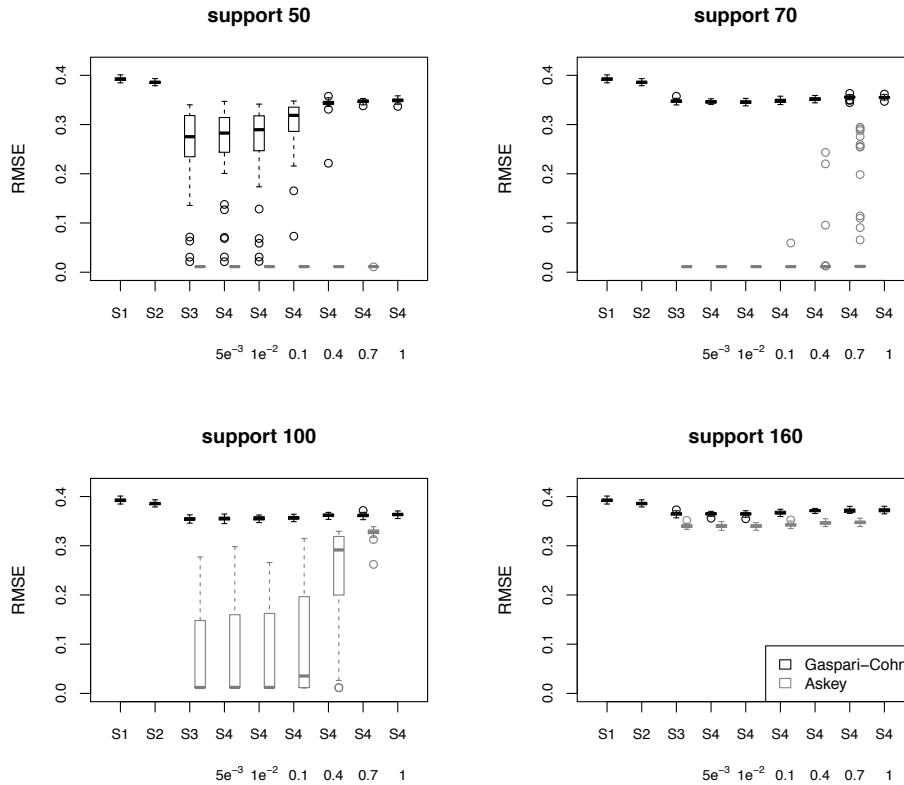 support 50
RMSE
0.0 0.1 0.2 0.3 0.4
S1 S2 S3 S4 S4 S4 S4 S4 S4
5e⁻³ 1e⁻² 0.1 0.4 0.7 1
support 70
RMSE
0.0 0.1 0.2 0.3 0.4
S1 S2 S3 S4 S4 S4 S4 S4 S4
5e⁻³ 1e⁻² 0.1 0.4 0.7 1
support 100
RMSE
0.0 0.1 0.2 0.3 0.4
S1 S2 S3 S4 S4 S4 S4 S4 S4
5e⁻³ 1e⁻² 0.1 0.4 0.7 1
support 160
RMSE
0.0 0.1 0.2 0.3 0.4
Gaspari−Cohn
Askey
S1 S2 S3 S4 S4 S4 S4 S4 S4
5e⁻³ 1e⁻² 0.1 0.4 0.7 1